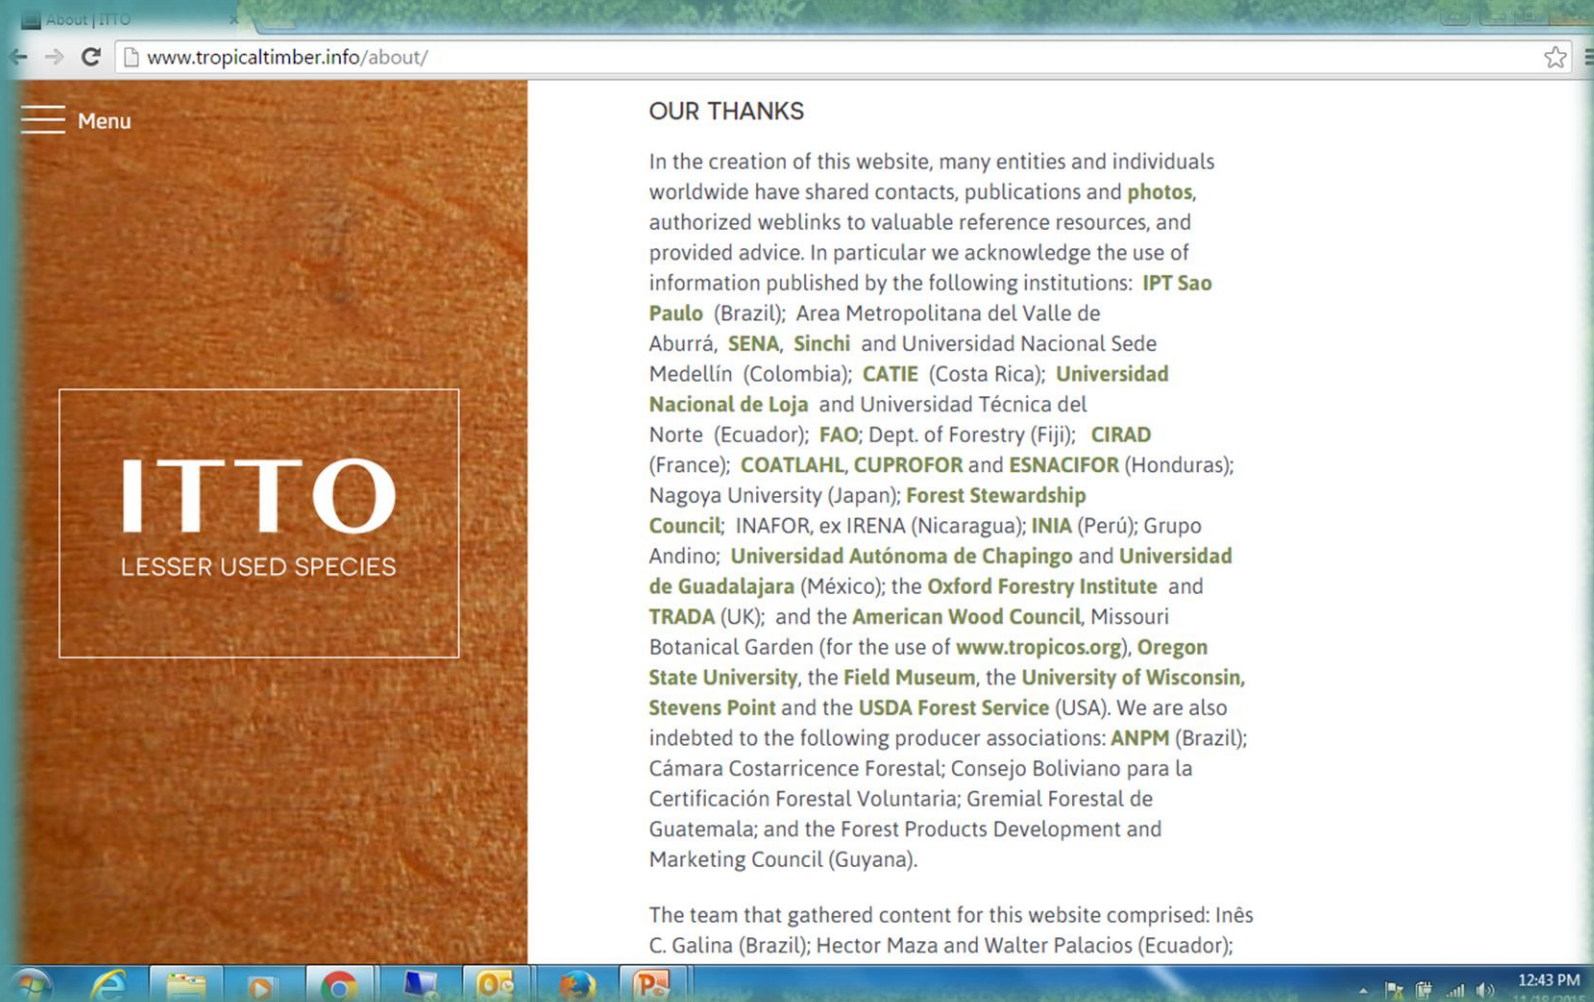 About | ITTO
www.tropicaltimber.info/about/
Menu
ITTO
LESSER USED SPECIES
OUR THANKS
In the creation of this website, many entities and individuals
worldwide have shared contacts, publications and photos,
authorized weblinks to valuable reference resources, and
provided advice. In particular we acknowledge the use of
information published by the following institutions: IPT Sao
Paulo (Brazil); Area Metropolitana del Valle de
Aburrá, SENA, Sinchi and Universidad Nacional Sede
Medellín (Colombia); CATIE (Costa Rica); Universidad
Nacional de Loja and Universidad Técnica del
Norte (Ecuador); FAO; Dept. of Forestry (Fiji); CIRAD
(France); COATLAHL, CUPROFOR and ESNACIFOR (Honduras);
Nagoya University (Japan); Forest Stewardship
Council; INAFOR, ex IRENA (Nicaragua); INIA (Perú); Grupo
Andino; Universidad Autónoma de Chapingo and Universidad
de Guadalajara (México); the Oxford Forestry Institute and
TRADA (UK); and the American Wood Council, Missouri
Botanical Garden (for the use of www.tropicos.org), Oregon
State University, the Field Museum, the University of Wisconsin,
Stevens Point and the USDA Forest Service (USA). We are also
indebted to the following producer associations: ANPM (Brazil);
Cámara Costarricence Forestal; Consejo Boliviano para la
Certificación Forestal Voluntaria; Gremial Forestal de
Guatemala; and the Forest Products Development and
Marketing Council (Guyana).
The team that gathered content for this website comprised: Inês
C. Galina (Brazil); Hector Maza and Walter Palacios (Ecuador);
12:43 PM